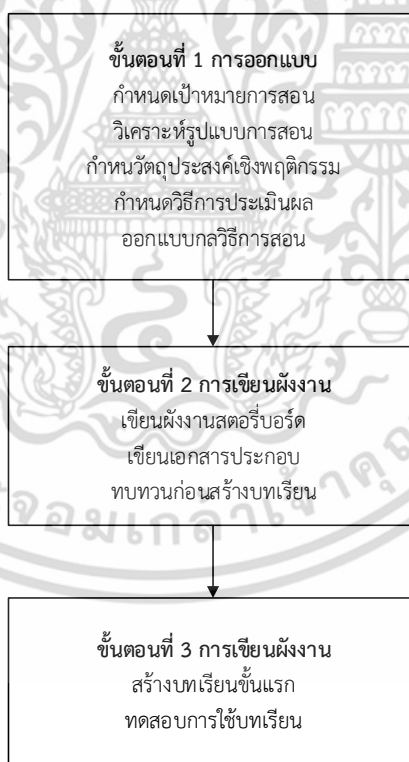 ขั้นตอนที่ 1 การออกแบบ
กำหนดเป้าหมายการสอน
วิเคราะห์รูปแบบการสอน
กำหนวัตถุประสงค์เชิงพฤติกรรม
กำหนดวิธีการประเมินผล
ออกแบบกลวิธีการสอน
ขั้นตอนที่ 2 การเขียนผังงาน
เขียนผังงานสตอรี่บอร์ด
เขียนเอกสารประกอบ
ทบทวนก่อนสร้างบทเรียน
ขั้นตอนที่ 3 การเขียนผังงาน
สร้างบทเรียนขั้นแรก
ทดสอบการใช้บทเรียน